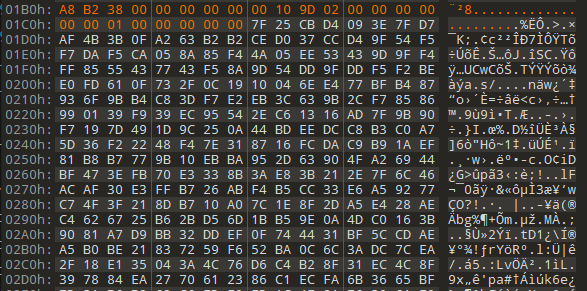 01B0h: A8 B2 38 00 00 00 00 00 00 10 9D 02 00 00 00 00 ¨²8.............
01C0h: 00 00 01 00 00 00 00 00 7F 25 CB D4 09 3E 7F D7 .........%ËÔ.>.×
01D0h: AF 4B 3B 0F A2 63 B2 B2 CE D0 37 CC D4 9F 54 F5 ¯K;.¢c²²ÎÐ7ÌÔŸTõ
01E0h: F7 DA F5 CA 05 8A 85 F4 4A 05 EE 53 43 9D 9F F4 ÷ÚõÊ.Š…ôJ.îSC.Ÿô
01F0h: FF 85 55 43 77 43 F5 8A 9D 54 DD 9F DD F5 F2 BE ÿ…UCwCõŠ.TÝŸÝõò¾
0200h: E0 FD 61 0F 73 2F 0C 19 10 04 6E E4 77 BF B4 87 àýa.s/....näw¿´‡
0210h: 93 6F 9B B4 C8 3D F7 E2 EB 3C 63 9B 2C F7 85 86 “o›´È=÷âë<c›,÷…†
0220h: 99 01 39 F9 39 EC 95 54 2E C6 13 16 AD 7F 9B 90 ™.9ù9ì•T.Æ..-.›.
0230h: F7 19 7D 49 1D 9C 25 0A 44 BD EE DC C8 B3 C0 A7 ÷.}I.œ%.D½îÜÈ³À§
0240h: 5D 36 F2 22 48 F4 7E 31 87 16 FC DA C9 B9 1A EF ]6ò"Hô~1‡.üÚÉ¹.ï
0250h: 81 B8 B7 77 9B 10 EB BA 95 2D 63 90 4F A2 69 44 .¸·w›.ëº•-c.O¢iD
0260h: BF 47 3E FB 70 E3 33 8B 3A E8 3B 21 2E 7F 6C 46 ¿G>ûpã3‹:è;!..lF
0270h: AC AF 30 E3 FF B7 26 AB F4 B5 CC 33 E6 A5 92 77 ¬¯0ãÿ·&«ôµÌ3æ¥’w
0280h: C7 4F 3F 21 8D B7 10 A0 7C 1E 8F 2D A5 E4 28 AE ÇO?!.·. |..-¥ä(®
0290h: C4 62 67 25 B6 2B D5 6D 1B B5 9E 0A 4D C0 01 3B Äbg%¶+Õm.µž.MÀ.;
02A0h: 90 81 A7 D9 BB 32 DD EF 0A 74 44 31 BF 5C CD AE ..§Ù»2Ýï.tD1¿\Í®
02B0h: A5 B0 BE 21 83 72 59 F6 52 BA 0C 6C 3A DC 7C EA ¥°¾!ƒrYöRº.l:Ü|ê
02C0h: 2F 18 E1 35 04 3A 4C 76 D6 C4 B2 8F 31 EC 4C 8F /.á5.:LvÖÄ².1ìL.
02D0h: 39 78 84 EA 27 70 61 23 86 C1 EC FA 6B 36 65 BF 9x„ê'pa#†Áìúk6e¿